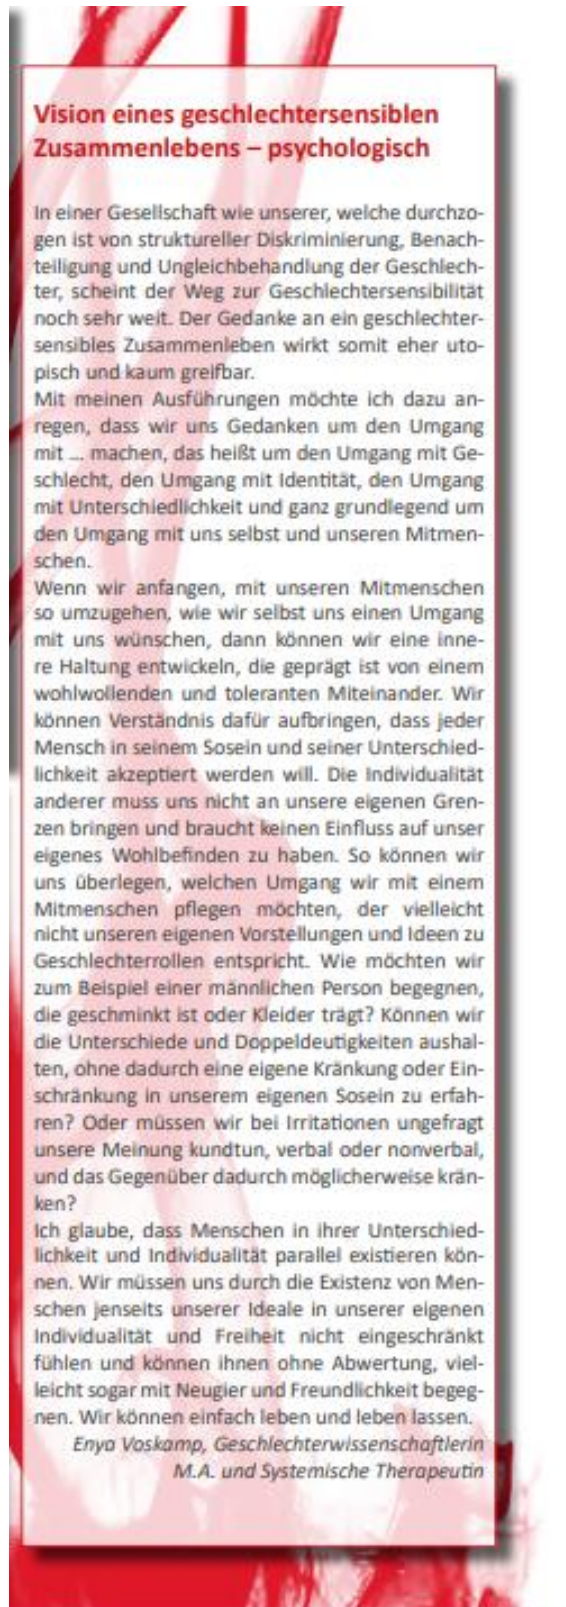 Vision eines geschlechtersensiblen
Zusammenlebens – psychologisch
In einer Gesellschaft wie unserer, welche durchzo-
gen ist von struktureller Diskriminierung, Benach-
teiligung und Ungleichbehandlung der Geschlech-
ter, scheint der Weg zur Geschlechtersensibilität
noch sehr weit. Der Gedanke an ein geschlechter-
sensibles Zusammenleben wirkt somit eher uto-
pisch und kaum greifbar.
Mit meinen Ausführungen möchte ich dazu an-
regen, dass wir uns Gedanken um den Umgang
mit ... machen, das heißt um den Umgang mit Ge-
schlecht, den Umgang mit Identität, den Umgang
mit Unterschiedlichkeit und ganz grundlegend um
den Umgang mit uns selbst und unseren Mitmen-
schen.
Wenn wir anfangen, mit unseren Mitmenschen
so umzugehen, wie wir selbst uns einen Umgang
mit uns wünschen, dann können wir eine inne-
re Haltung entwickeln, die geprägt ist von einem
wohlwollenden und toleranten Miteinander. Wir
können Verständnis dafür aufbringen, dass jeder
Mensch in seinem Sosein und seiner Unterschied-
lichkeit akzeptiert werden will. Die Individualität
anderer muss uns nicht an unsere eigenen Gren-
zen bringen und braucht keinen Einfluss auf unser
eigenes Wohlbefinden zu haben. So können wir
uns überlegen, welchen Umgang wir mit einem
Mitmenschen pflegen möchten, der vielleicht
nicht unseren eigenen Vorstellungen und Ideen zu
Geschlechterrollen entspricht. Wie möchten wir
zum Beispiel einer männlichen Person begegnen,
die geschminkt ist oder Kleider trägt? Können wir
die Unterschiede und Doppeldeutigkeiten aushal-
ten, ohne dadurch eine eigene Kränkung oder Ein-
schränkung in unserem eigenen Sosein zu erfah-
ren? Oder müssen wir bei Irritationen ungefragt
unsere Meinung kundtun, verbal oder nonverbal,
und das Gegenüber dadurch möglicherweise krän-
ken?
Ich glaube, dass Menschen in ihrer Unterschied-
lichkeit und Individualität parallel existieren kön-
nen. Wir müssen uns durch die Existenz von Men-
schen jenseits unserer Ideale in unserer eigenen
Individualität und Freiheit nicht eingeschränkt
fühlen und können ihnen ohne Abwertung, viel-
leicht sogar mit Neugier und Freundlichkeit begeg-
nen. Wir können einfach leben und leben lassen.
Enya Voskamp, Geschlechterwissenschaftlerin
M.A. und Systemische Therapeutin